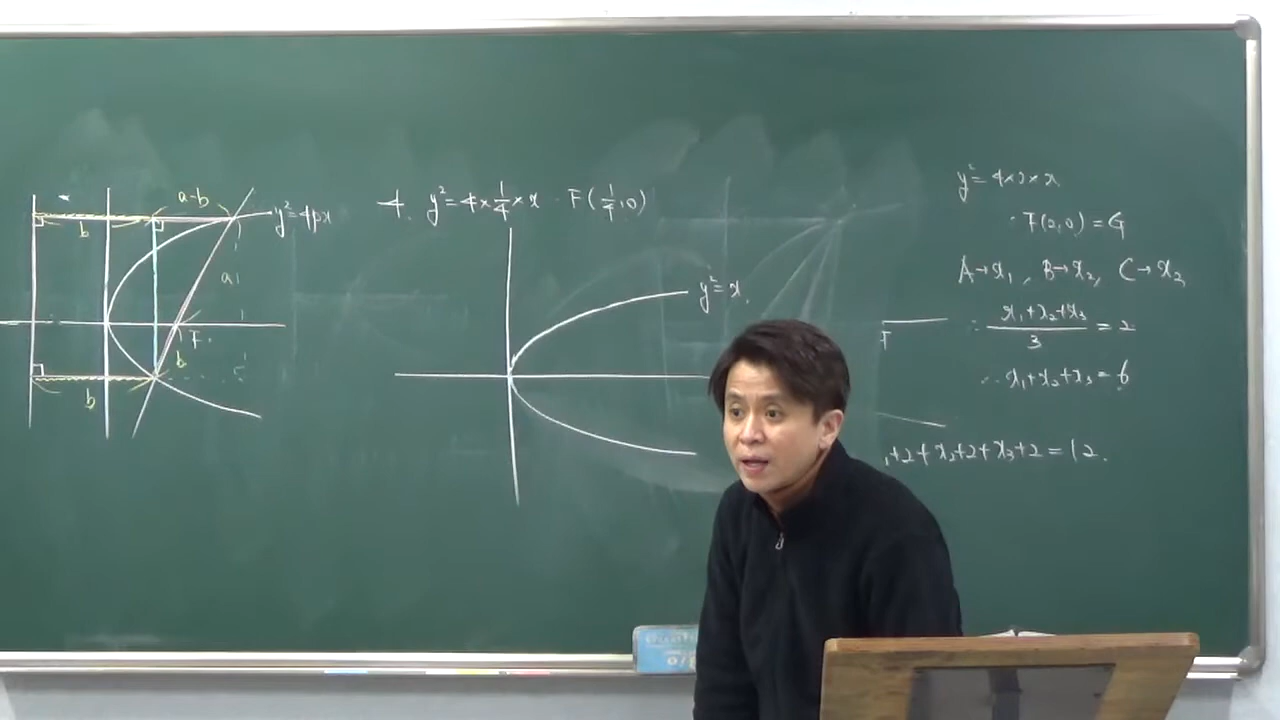 a-b
y²=4px
b
a
F
b
b
4. y²=4×1/4×x F(1/4,0)
y²=x.
F
y²=4×2×x
F(2,0)=G
A→x₁, B→x₂, C→x₃
(x₁+x₂+x₃)/3=2
∴x₁+x₂+x₃=6
+2+x₂+2+x₃+2=12.